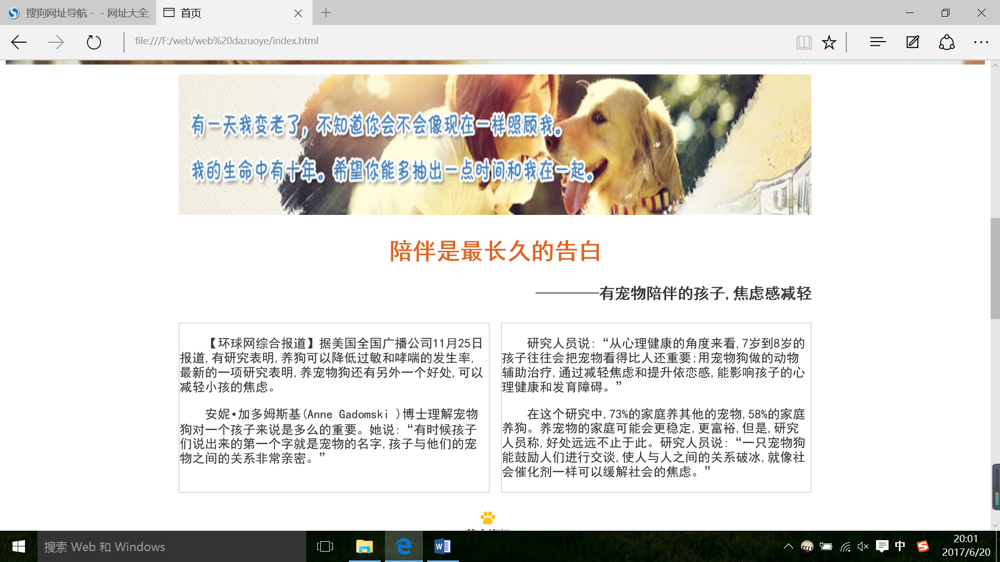 搜狗网址导航 - - 网址大全,
首页
file:///F:/web/web%20dazuoye/index.html
有一天我变老了，不知道你会不会像现在一样照顾我。
我的生命中有十年。希望你能多抽出一点时间和我在一起。
陪伴是最长久的告白
————有宠物陪伴的孩子,焦虑感减轻
【环球网综合报道】据美国全国广播公司11月25日
报道,有研究表明,养狗可以降低过敏和哮喘的发生率,
最新的一项研究表明,养宠物狗还有另外一个好处,可以
减轻小孩的焦虑。
安妮•加多姆斯基(Anne Gadomski )博士理解宠物
狗对一个孩子来说是多么的重要。她说:“有时候孩子
们说出来的第一个字就是宠物的名字,孩子与他们的宠
物之间的关系非常亲密。”
研究人员说:“从心理健康的角度来看,7岁到8岁的
孩子往往会把宠物看得比人还重要;用宠物狗做的动物
辅助治疗,通过减轻焦虑和提升依恋感,能影响孩子的心
理健康和发育障碍。”
在这个研究中,73%的家庭养其他的宠物,58%的家庭
养狗。养宠物的家庭可能会更稳定,更富裕,但是,研究
人员称,好处远远不止于此。研究人员说:“一只宠物狗
能鼓励人们进行交谈,使人与人之间的关系破冰,就像社
会催化剂一样可以缓解社会的焦虑。”
搜索 Web 和 Windows
中
20:01
2017/6/20